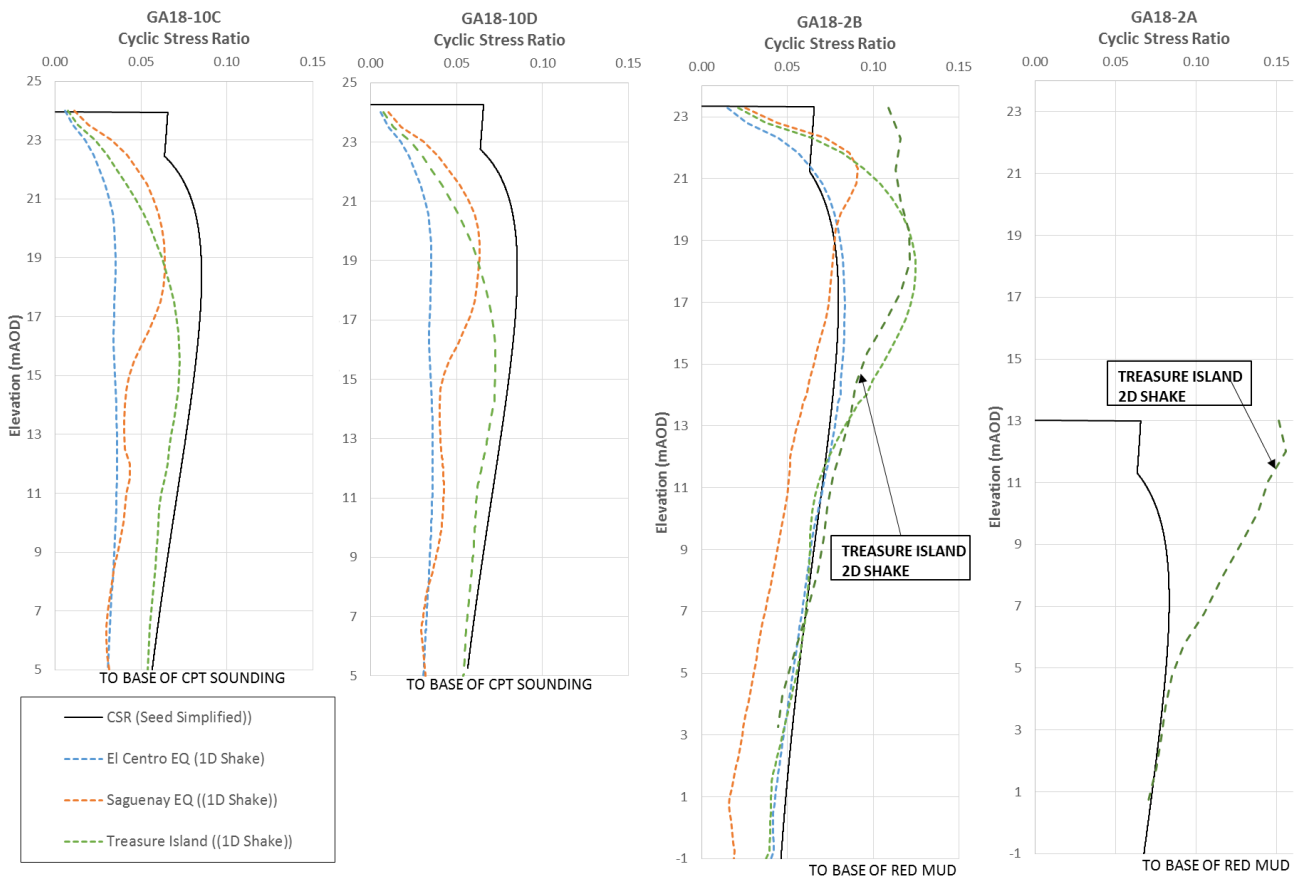 GA18-10C
Cyclic Stress Ratio
0.00 0.05 0.10 0.15
25
23
21
19
17
15
13
11
9
7
5
Elevation (mAOD)
TO BASE OF CPT SOUNDING
GA18-10D
Cyclic Stress Ratio
0.00 0.05 0.10 0.15
25
23
21
19
17
15
13
11
9
7
5
TO BASE OF CPT SOUNDING
GA18-2B
Cyclic Stress Ratio
0.00 0.05 0.10 0.15
23
21
19
17
15
13
11
9
7
5
3
1
-1
Elevation (mAOD)
TREASURE ISLAND
2D SHAKE
TO BASE OF RED MUD
GA18-2A
Cyclic Stress Ratio
0.00 0.05 0.10 0.15
23
21
19
17
15
13
11
9
7
5
3
1
-1
Elevation (mAOD)
TREASURE ISLAND
2D SHAKE
TO BASE OF RED MUD
CSR (Seed Simplified))
El Centro EQ (1D Shake)
Saguenay EQ ((1D Shake))
Treasure Island ((1D Shake))